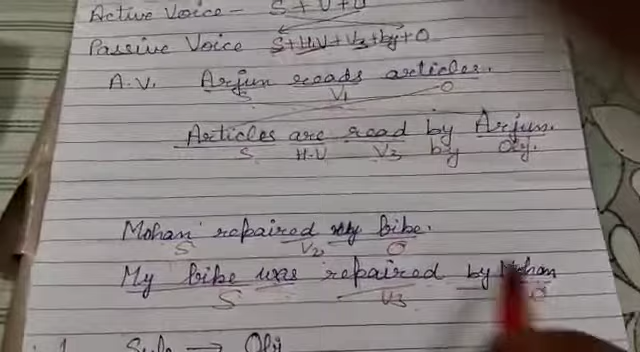 Active Voice - S + V + O
Passive Voice S+H.V+V3+by+O
A.V. Arjun reads articles.
S V1 O
Articles are read by Arjun.
S H.V V3 by Obj.
Mohan repaired my bike.
S V2 O
My bike was repaired by Mohan
S V3 O
1. Sub → Obj